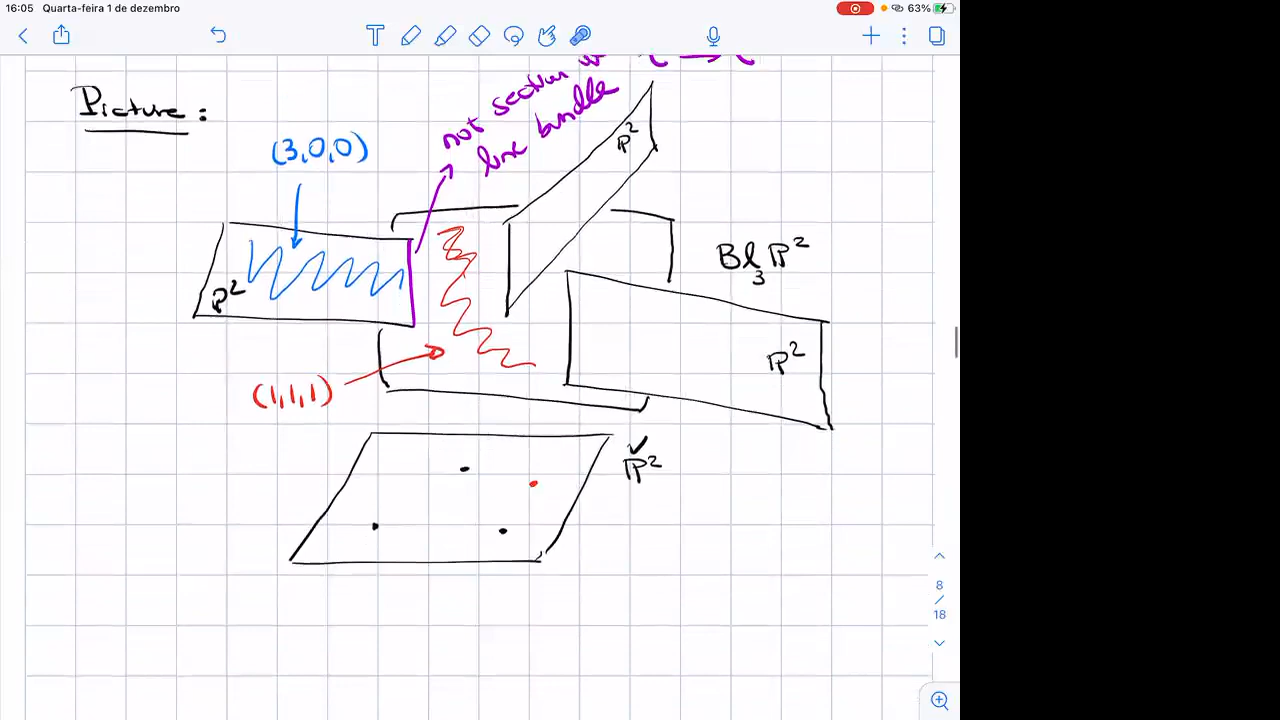 16:05 Quarta-feira 1 de dezembro
63%
T
Picture:
not section
line bundle
(3,0,0)
ℙ²
ℙ²
Bl₃ℙ²
ℙ²
(1,1,1)
ℙ̌²
8
/
18